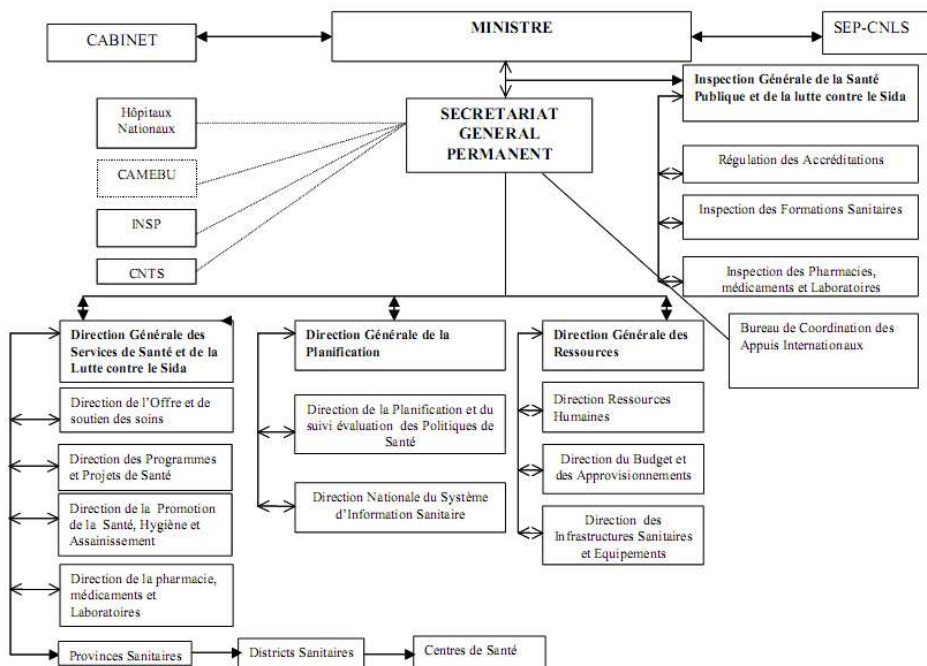 CABINET
MINISTRE
SEP-CNLS
Inspection Générale de la Santé
Publique et de la lutte contre le Sida
Hôpitaux
Nationaux
SECRETARIAT
GENERAL
PERMANENT
Régulation des Accréditations
CAMEBU
Inspection des Formations Sanitaires
INSP
CNTS
Inspection des Pharmacies,
médicaments et Laboratoires
Direction Générale des
Services de Santé et de la
Lutte contre le Sida
Direction Générale de la
Planification
Direction Générale des
Ressources
Bureau de Coordination des
Appuis Internationaux
Direction de l’Offre et de
soutien des soins
Direction de la Planification et du
suivi évaluation des Politiques de
Santé
Direction Ressources
Humaines
Direction des Programmes
et Projets de Santé
Direction du Budget et
des Approvisionnements
Direction de la Promotion
de la Santé, Hygiène et
Assainissement
Direction Nationale du Système
d’Information Sanitaire
Direction des
Infrastructures Sanitaires
et Equipements
Direction de la pharmacie,
médicaments et
Laboratoires
Provinces Sanitaires
Districts Sanitaires
Centres de Santé